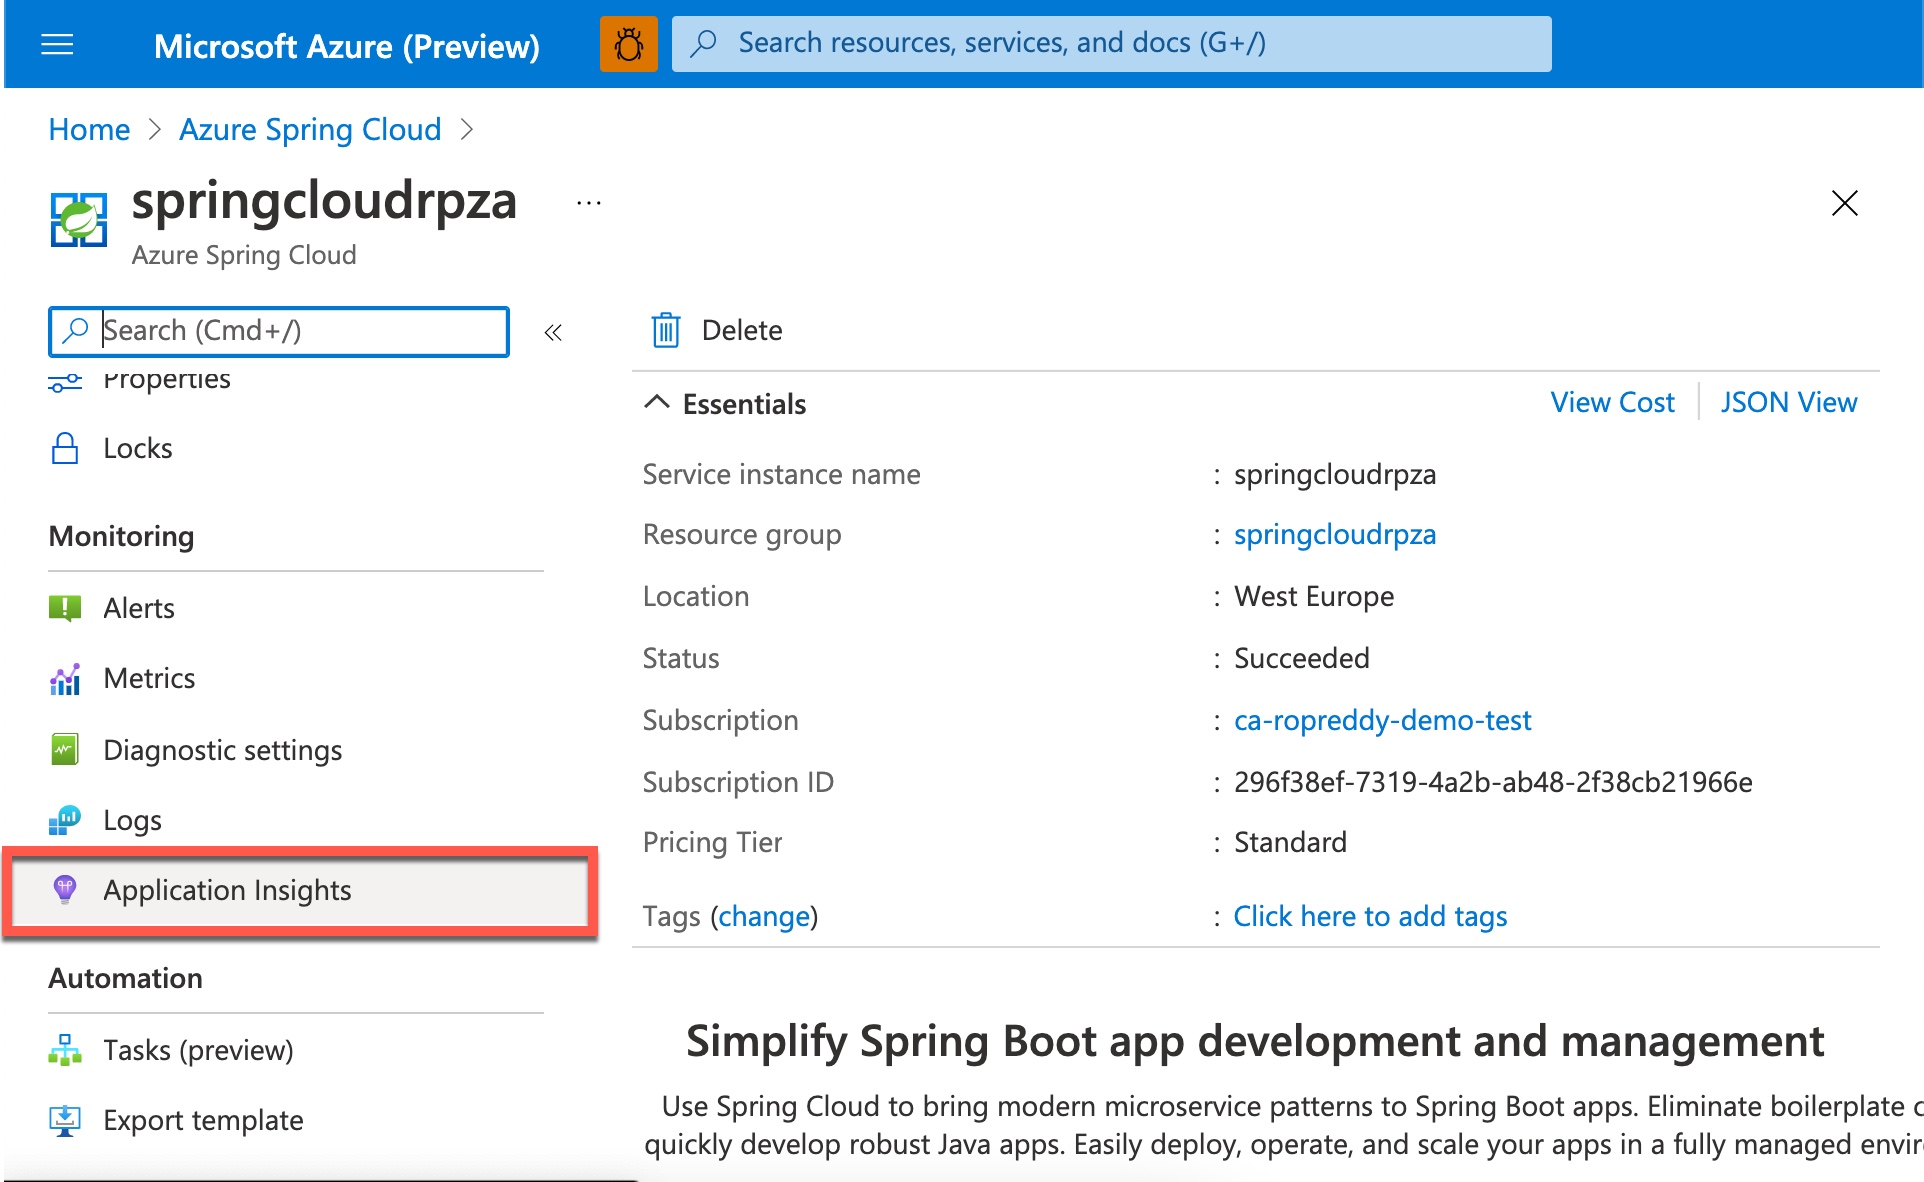 Microsoft Azure (Preview)
Search resources, services, and docs (G+/)
Home > Azure Spring Cloud >
springcloudrpza ...
Azure Spring Cloud
Search (Cmd+/)
«
Properties
Locks
Monitoring
Alerts
Metrics
Diagnostic settings
Logs
Application Insights
Automation
Tasks (preview)
Export template
Delete
Essentials
View Cost
JSON View
Service instance name : springcloudrpza
Resource group : springcloudrpza
Location : West Europe
Status : Succeeded
Subscription : ca-ropreddy-demo-test
Subscription ID : 296f38ef-7319-4a2b-ab48-2f38cb21966e
Pricing Tier : Standard
Tags (change) : Click here to add tags
Simplify Spring Boot app development and management
Use Spring Cloud to bring modern microservice patterns to Spring Boot apps. Eliminate boilerplate
quickly develop robust Java apps. Easily deploy, operate, and scale your apps in a fully managed